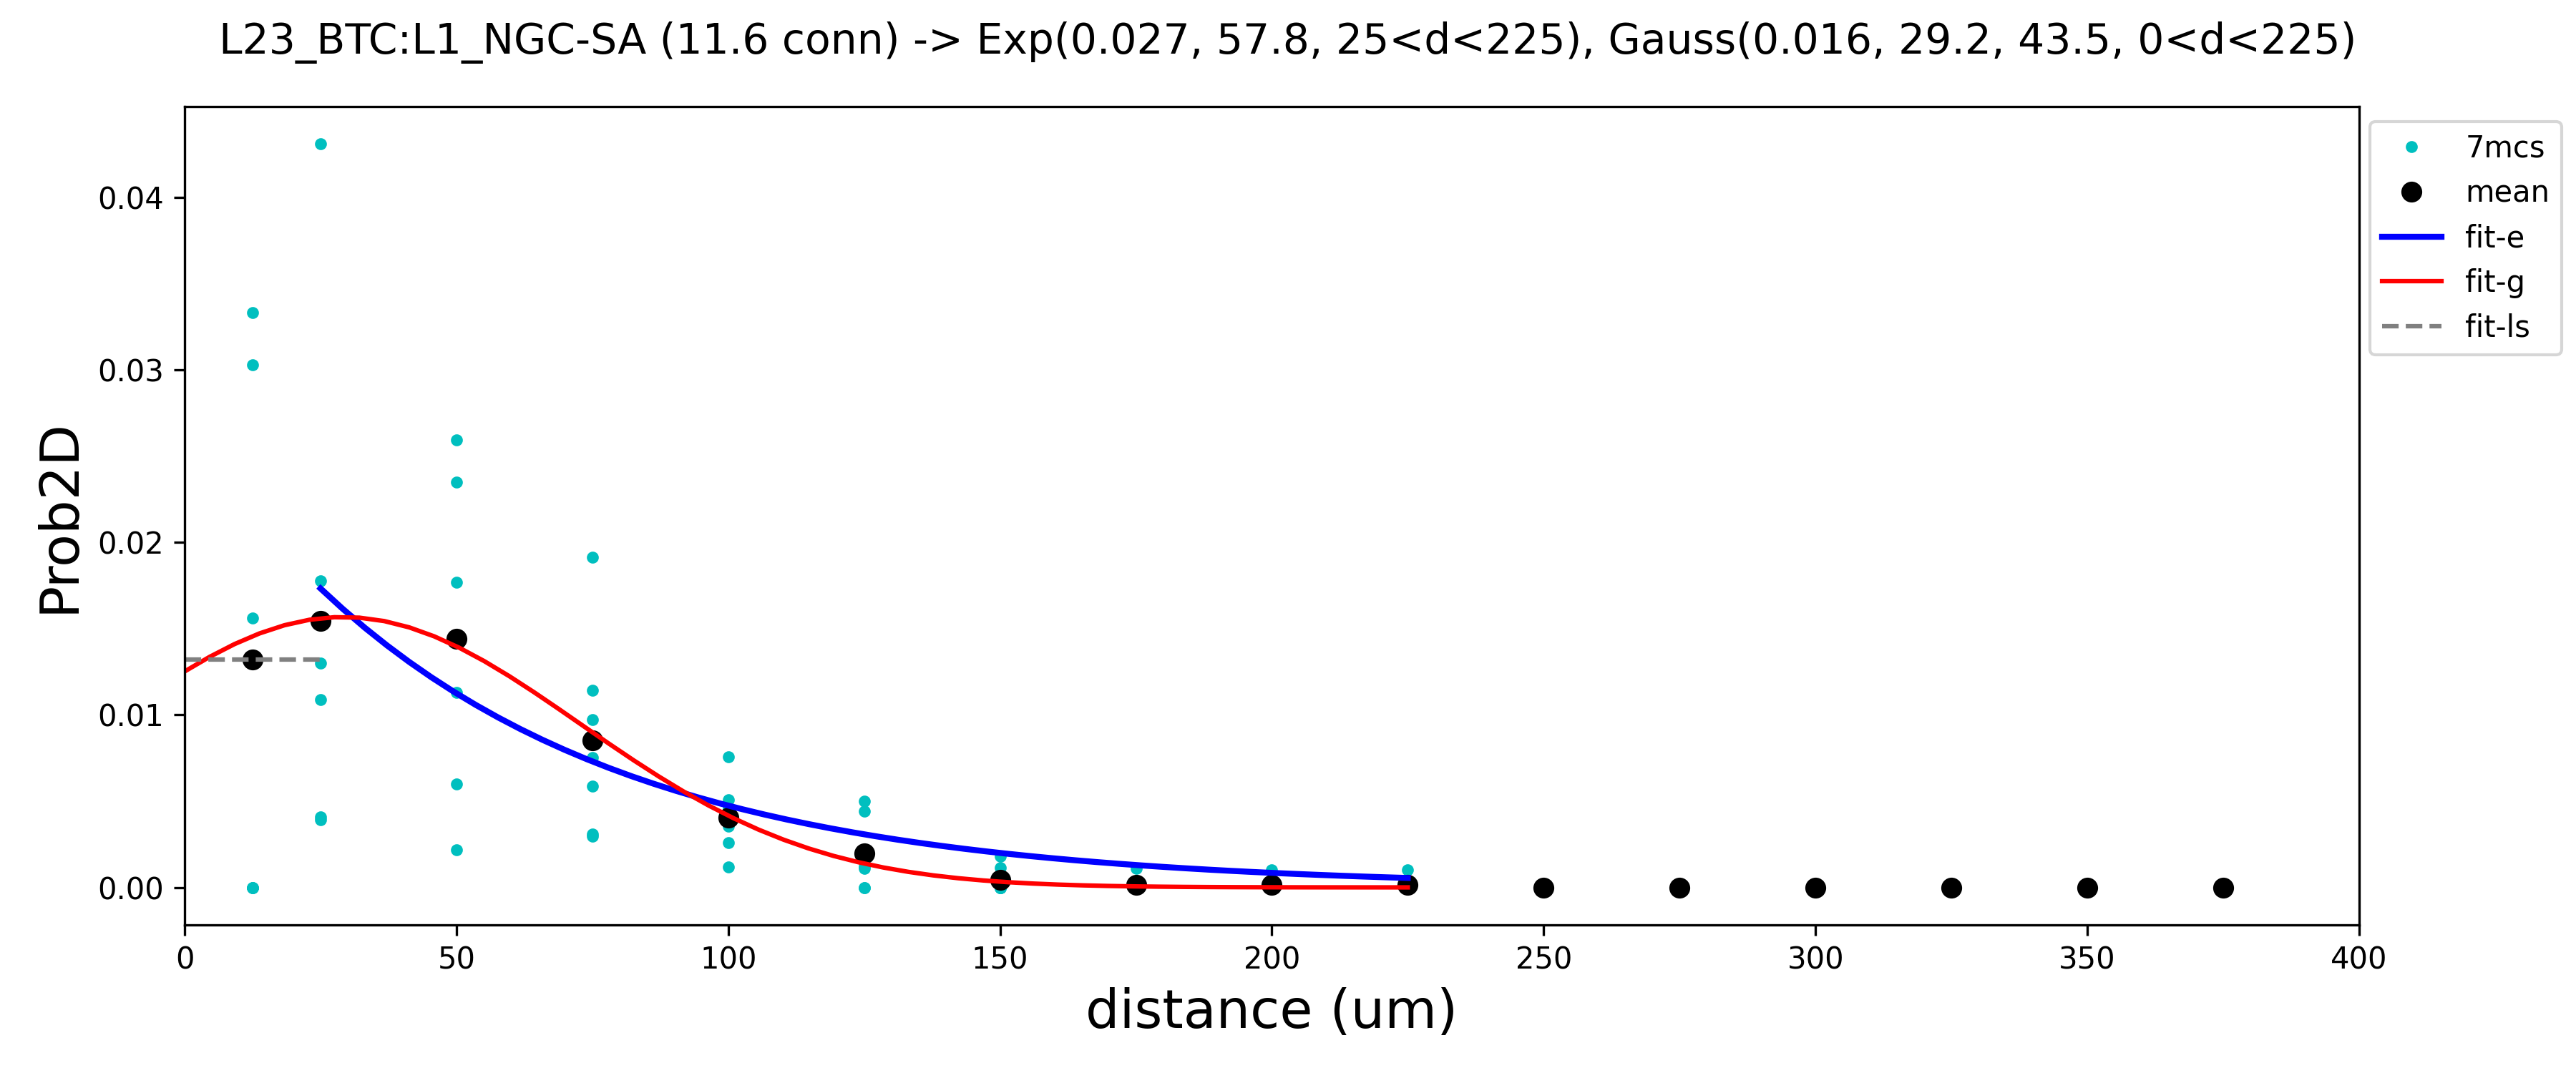 L23_BTC:L1_NGC-SA (11.6 conn) -> Exp(0.027, 57.8, 25<d<225), Gauss(0.016, 29.2, 43.5, 0<d<225)
7mcs
mean
fit-e
fit-g
fit-ls
Prob2D
0.04
0.03
0.02
0.01
0.00
0 50 100 150 200 250 300 350 400
distance (um)